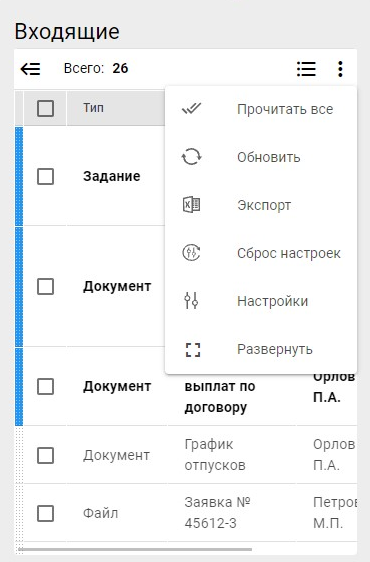 Входящие
Всего: 26
Тип
Прочитать все
Обновить
Экспорт
Сброс настроек
Настройки
Развернуть
Задание
Документ
Документ
выплат по
договору
Орлов
П.А.
Документ
График
отпусков
Орлов
П.А.
Файл
Заявка №
45612-3
Петров
М.П.